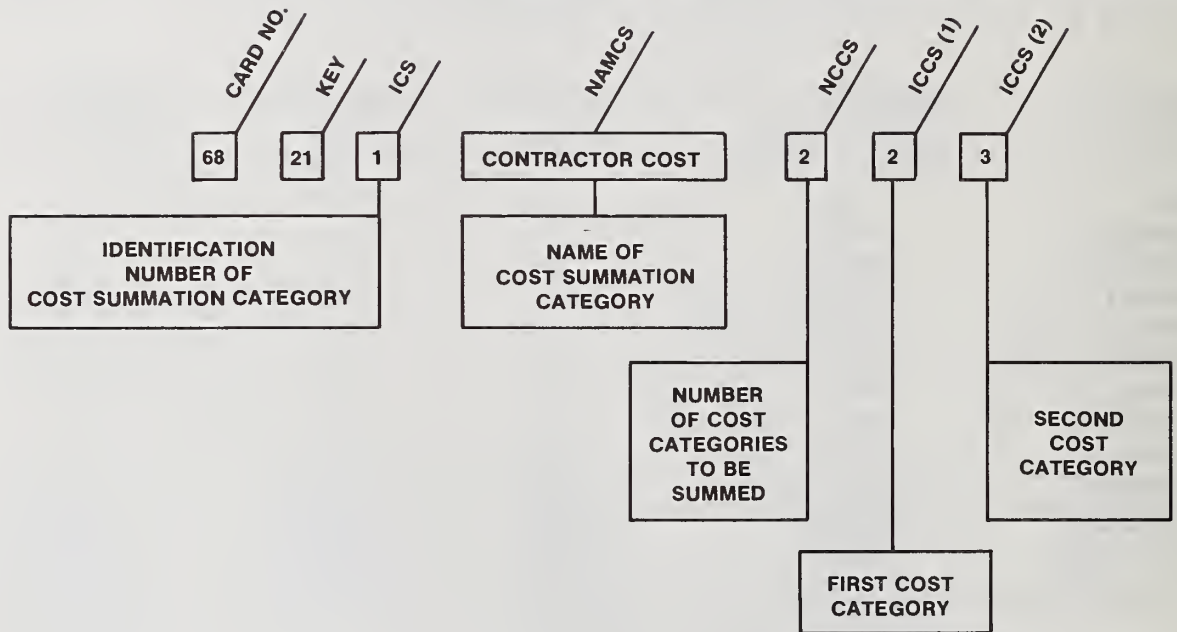 CARD NO.
KEY
ICS
NAMCS
NCCS
ICCS (1)
ICCS (2)
68
21
1
CONTRACTOR COST
2
2
3
IDENTIFICATION
NUMBER OF
COST SUMMATION CATEGORY
NAME OF
COST SUMMATION
CATEGORY
NUMBER
OF COST
CATEGORIES
TO BE
SUMMED
SECOND
COST
CATEGORY
FIRST COST
CATEGORY